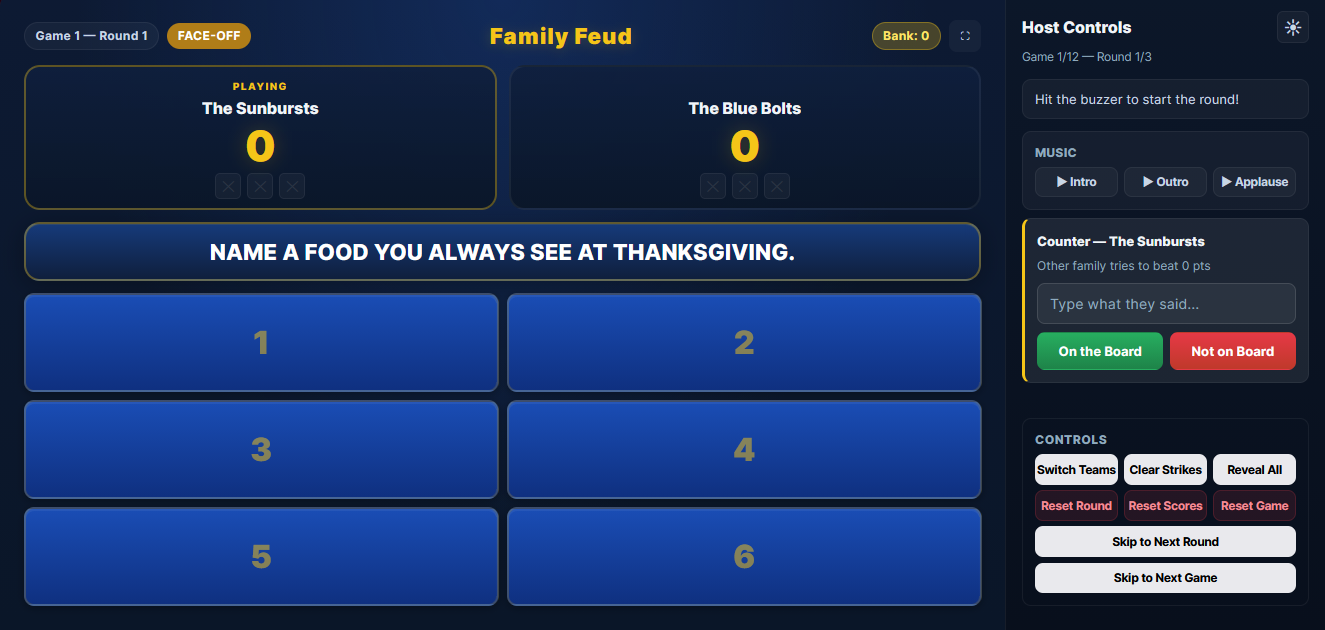 Game 1 — Round 1
FACE-OFF
Family Feud
Bank: 0
PLAYING
The Sunbursts
0
The Blue Bolts
0
NAME A FOOD YOU ALWAYS SEE AT THANKSGIVING.
1
2
3
4
5
6
Host Controls
Game 1/12 — Round 1/3
Hit the buzzer to start the round!
MUSIC
▶ Intro
▶ Outro
▶ Applause
Counter — The Sunbursts
Other family tries to beat 0 pts
Type what they said...
On the Board
Not on Board
CONTROLS
Switch Teams
Clear Strikes
Reveal All
Reset Round
Reset Scores
Reset Game
Skip to Next Round
Skip to Next Game